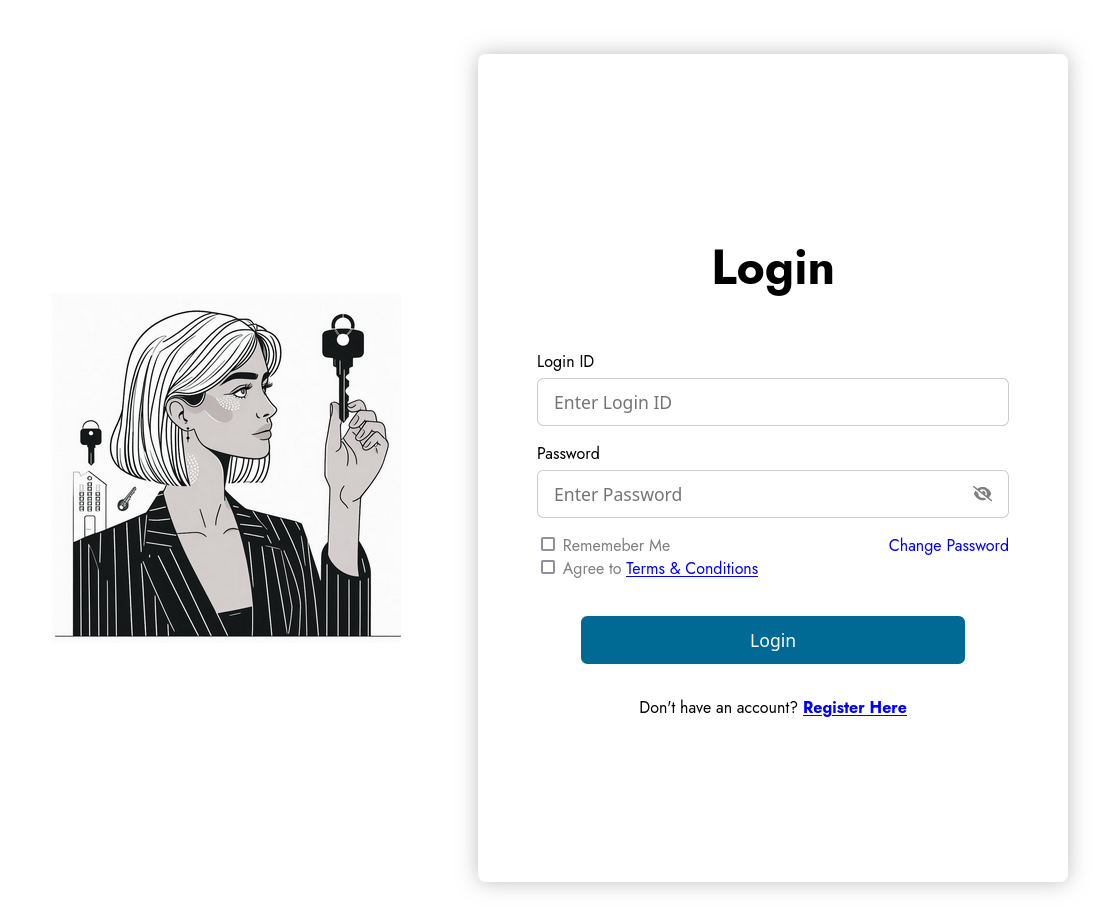 Login
Login ID
Enter Login ID
Password
Enter Password
Rememeber Me Change Password
Agree to Terms & Conditions
Login
Don't have an account? Register Here